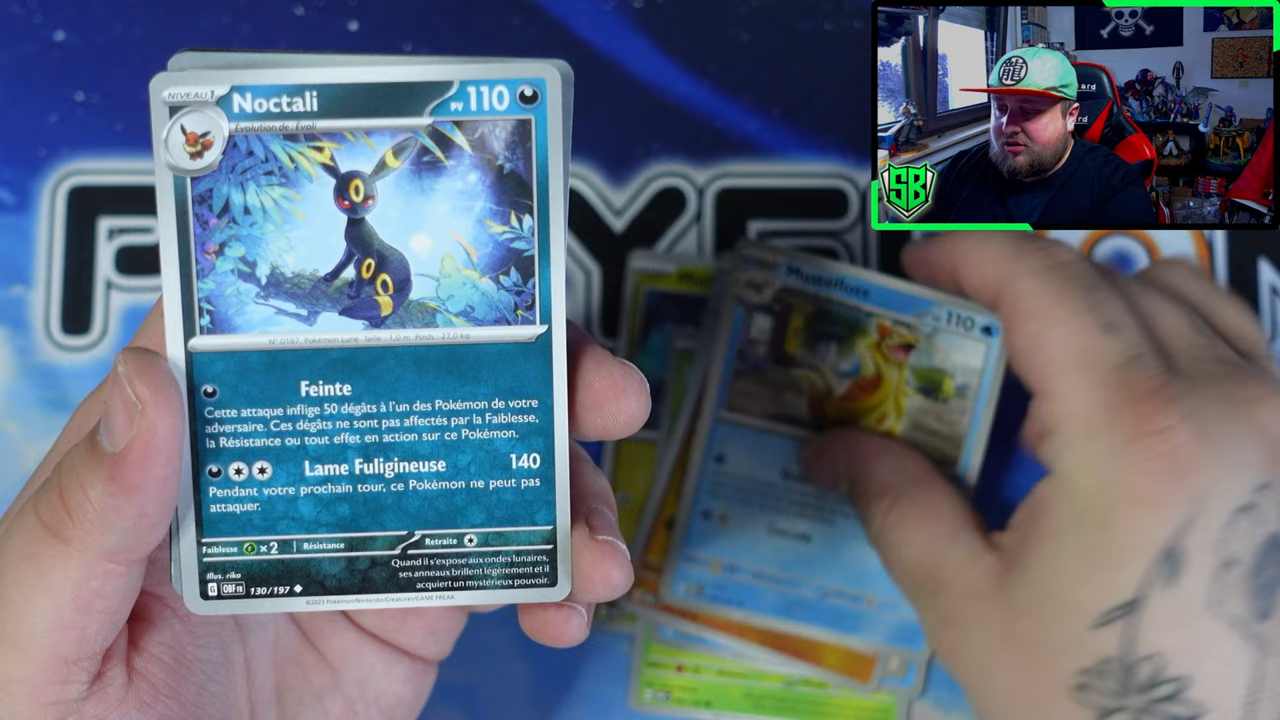 NIVEAU 1
Noctali
PV 110
Évolution de : Évoli
N° 0197 Pokémon Lune Taille : 1,0 m Poids : 27,0 kg
Feinte
Cette attaque inflige 50 dégâts à l'un des Pokémon de votre
adversaire. Ces dégâts ne sont pas affectés par la Faiblesse,
la Résistance ou tout effet en action sur ce Pokémon.
Lame Fuligineuse 140
Pendant votre prochain tour, ce Pokémon ne peut pas
attaquer.
Faiblesse ×2 Résistance Retraite
Quand il s'expose aux ondes lunaires,
ses anneaux brillent légèrement et il
acquiert un mystérieux pouvoir.
Illus. riko
G OBF FR 130/197
©2023 Pokémon/Nintendo/Creatures/GAME FREAK
110
龍
SB